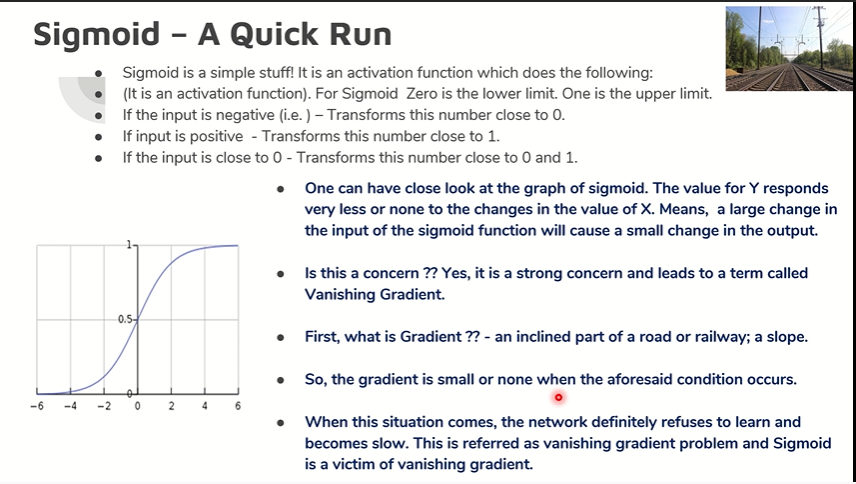 Sigmoid – A Quick Run
● Sigmoid is a simple stuff! It is an activation function which does the following:
● (It is an activation function). For Sigmoid Zero is the lower limit. One is the upper limit.
● If the input is negative (i.e. ) – Transforms this number close to 0.
● If input is positive - Transforms this number close to 1.
● If the input is close to 0 - Transforms this number close to 0 and 1.
● One can have close look at the graph of sigmoid. The value for Y responds
very less or none to the changes in the value of X. Means, a large change in
the input of the sigmoid function will cause a small change in the output.
● Is this a concern ?? Yes, it is a strong concern and leads to a term called
Vanishing Gradient.
● First, what is Gradient ?? - an inclined part of a road or railway; a slope.
● So, the gradient is small or none when the aforesaid condition occurs.
● When this situation comes, the network definitely refuses to learn and
becomes slow. This is referred as vanishing gradient problem and Sigmoid
is a victim of vanishing gradient.
1
0.5
0
-6 -4 -2 0 2 4 6